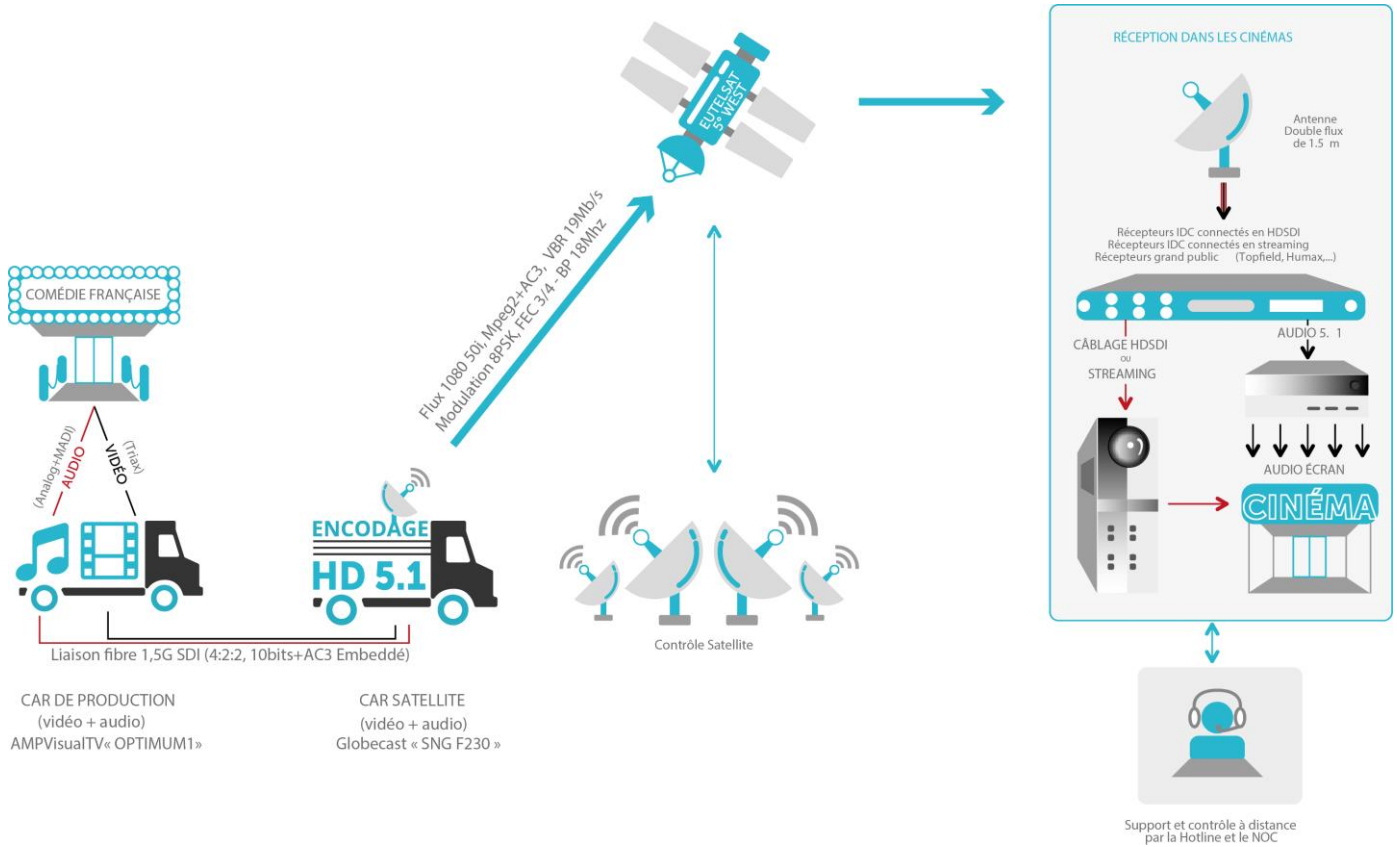 COMÉDIE FRANÇAISE
(Analog+MADI)
AUDIO
VIDÉO
(Triax)
Liaison fibre 1,5G SDI (4:2:2, 10bits+AC3 Embeddé)
CAR DE PRODUCTION
(vidéo + audio)
AMPVisualTV« OPTIMUM1»
ENCODAGE
HD 5.1
CAR SATELLITE
(vidéo + audio)
Globecast « SNG F230 »
Flux 1080 50i, Mpeg2+AC3, VBR 19Mb/s
Modulation 8PSK, FEC 3/4 - BP 18Mhz
EUTELSAT
5° WEST
Contrôle Satellite
RÉCEPTION DANS LES CINÉMAS
Antenne
Double flux
de 1.5 m
Récepteurs IDC connectés en HDSDI
Récepteurs IDC connectés en streaming
Récepteurs grand public (Topfield, Humax,...)
CÂBLAGE HDSDI
OU
STREAMING
AUDIO 5. 1
AUDIO ÉCRAN
CINÉMA
Support et contrôle à distance
par la Hotline et le NOC